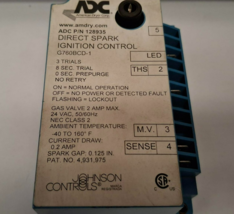 ADC
www.amdry.com
ADC P/N 128935
DIRECT SPARK
IGNITION CONTROL
G760BCD-1
3 TRIALS
8 SEC. TRIAL
0 SEC. PREPURGE
NO RETRY
ON = NORMAL OPERATION
OFF = NO POWER OR DETECTED FAULT
FLASHING = LOCKOUT
GAS VALVE 2 AMP MAX.
24 VAC, 50/60HZ
NEC CLASS 2
AMBIENT TEMPERATURE:
-40 TO 160° F
CURRENT DRAW:
0.2 AMP
SPARK GAP: 0.125 IN.
PAT. NO. 4,931,975
JOHNSON
CONTROLS
5
LED
THS 2
M.V. 3
SENSE 4